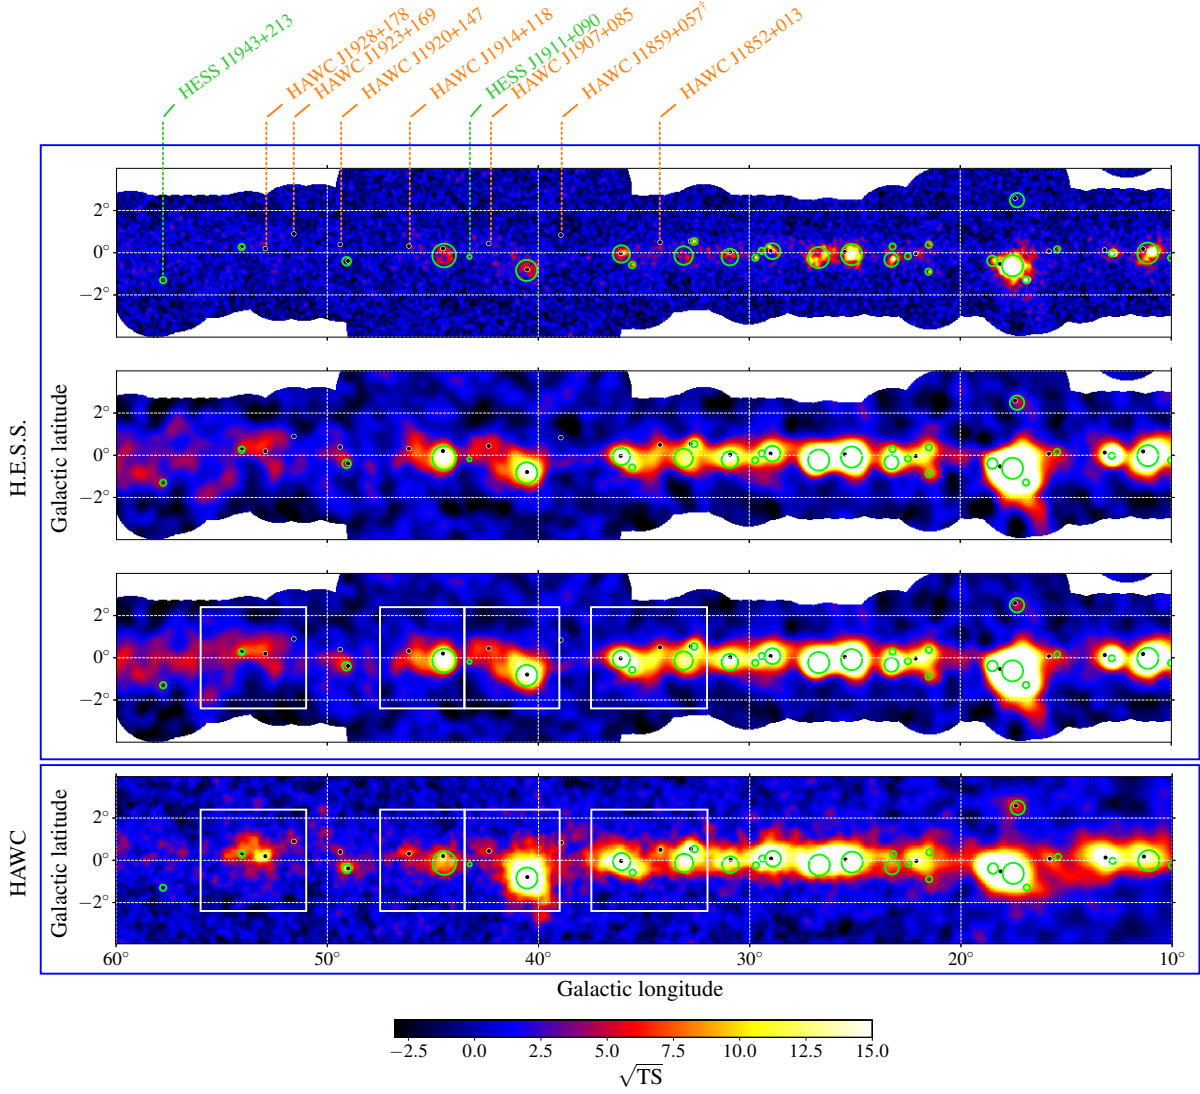 HESS J1943+213
HAWC J1928+178
HAWC J1923+169
HAWC J1920+147
HAWC J1914+118
HESS J1911+090
HAWC J1907+085
HAWC J1859+057†
HAWC J1852+013
2°
0°
−2°
2°
0°
−2°
2°
0°
−2°
H.E.S.S.
Galactic latitude
2°
0°
−2°
HAWC
Galactic latitude
60° 50° 40° 30° 20° 10°
Galactic longitude
−2.5 0.0 2.5 5.0 7.5 10.0 12.5 15.0
√TS